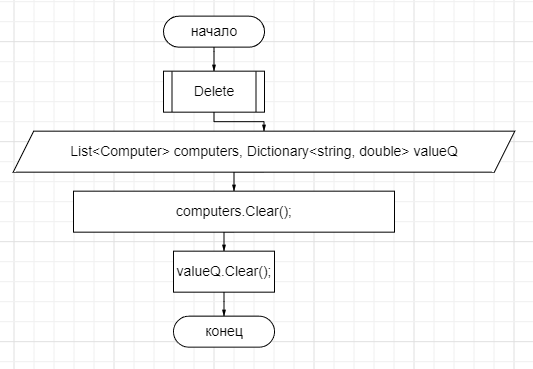 начало
Delete
List<Computer> computers, Dictionary<string, double> valueQ
computers.Clear();
valueQ.Clear();
конец